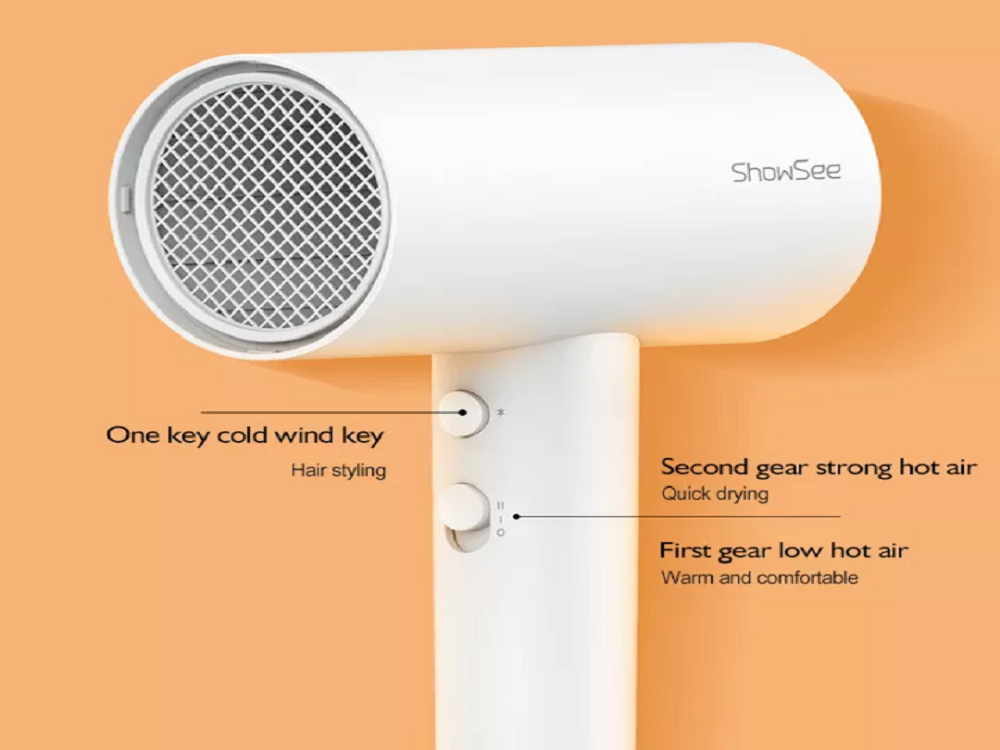 ShowSee
One key cold wind key
Hair styling
Second gear strong hot air
Quick drying
First gear low hot air
Warm and comfortable
II
I
O